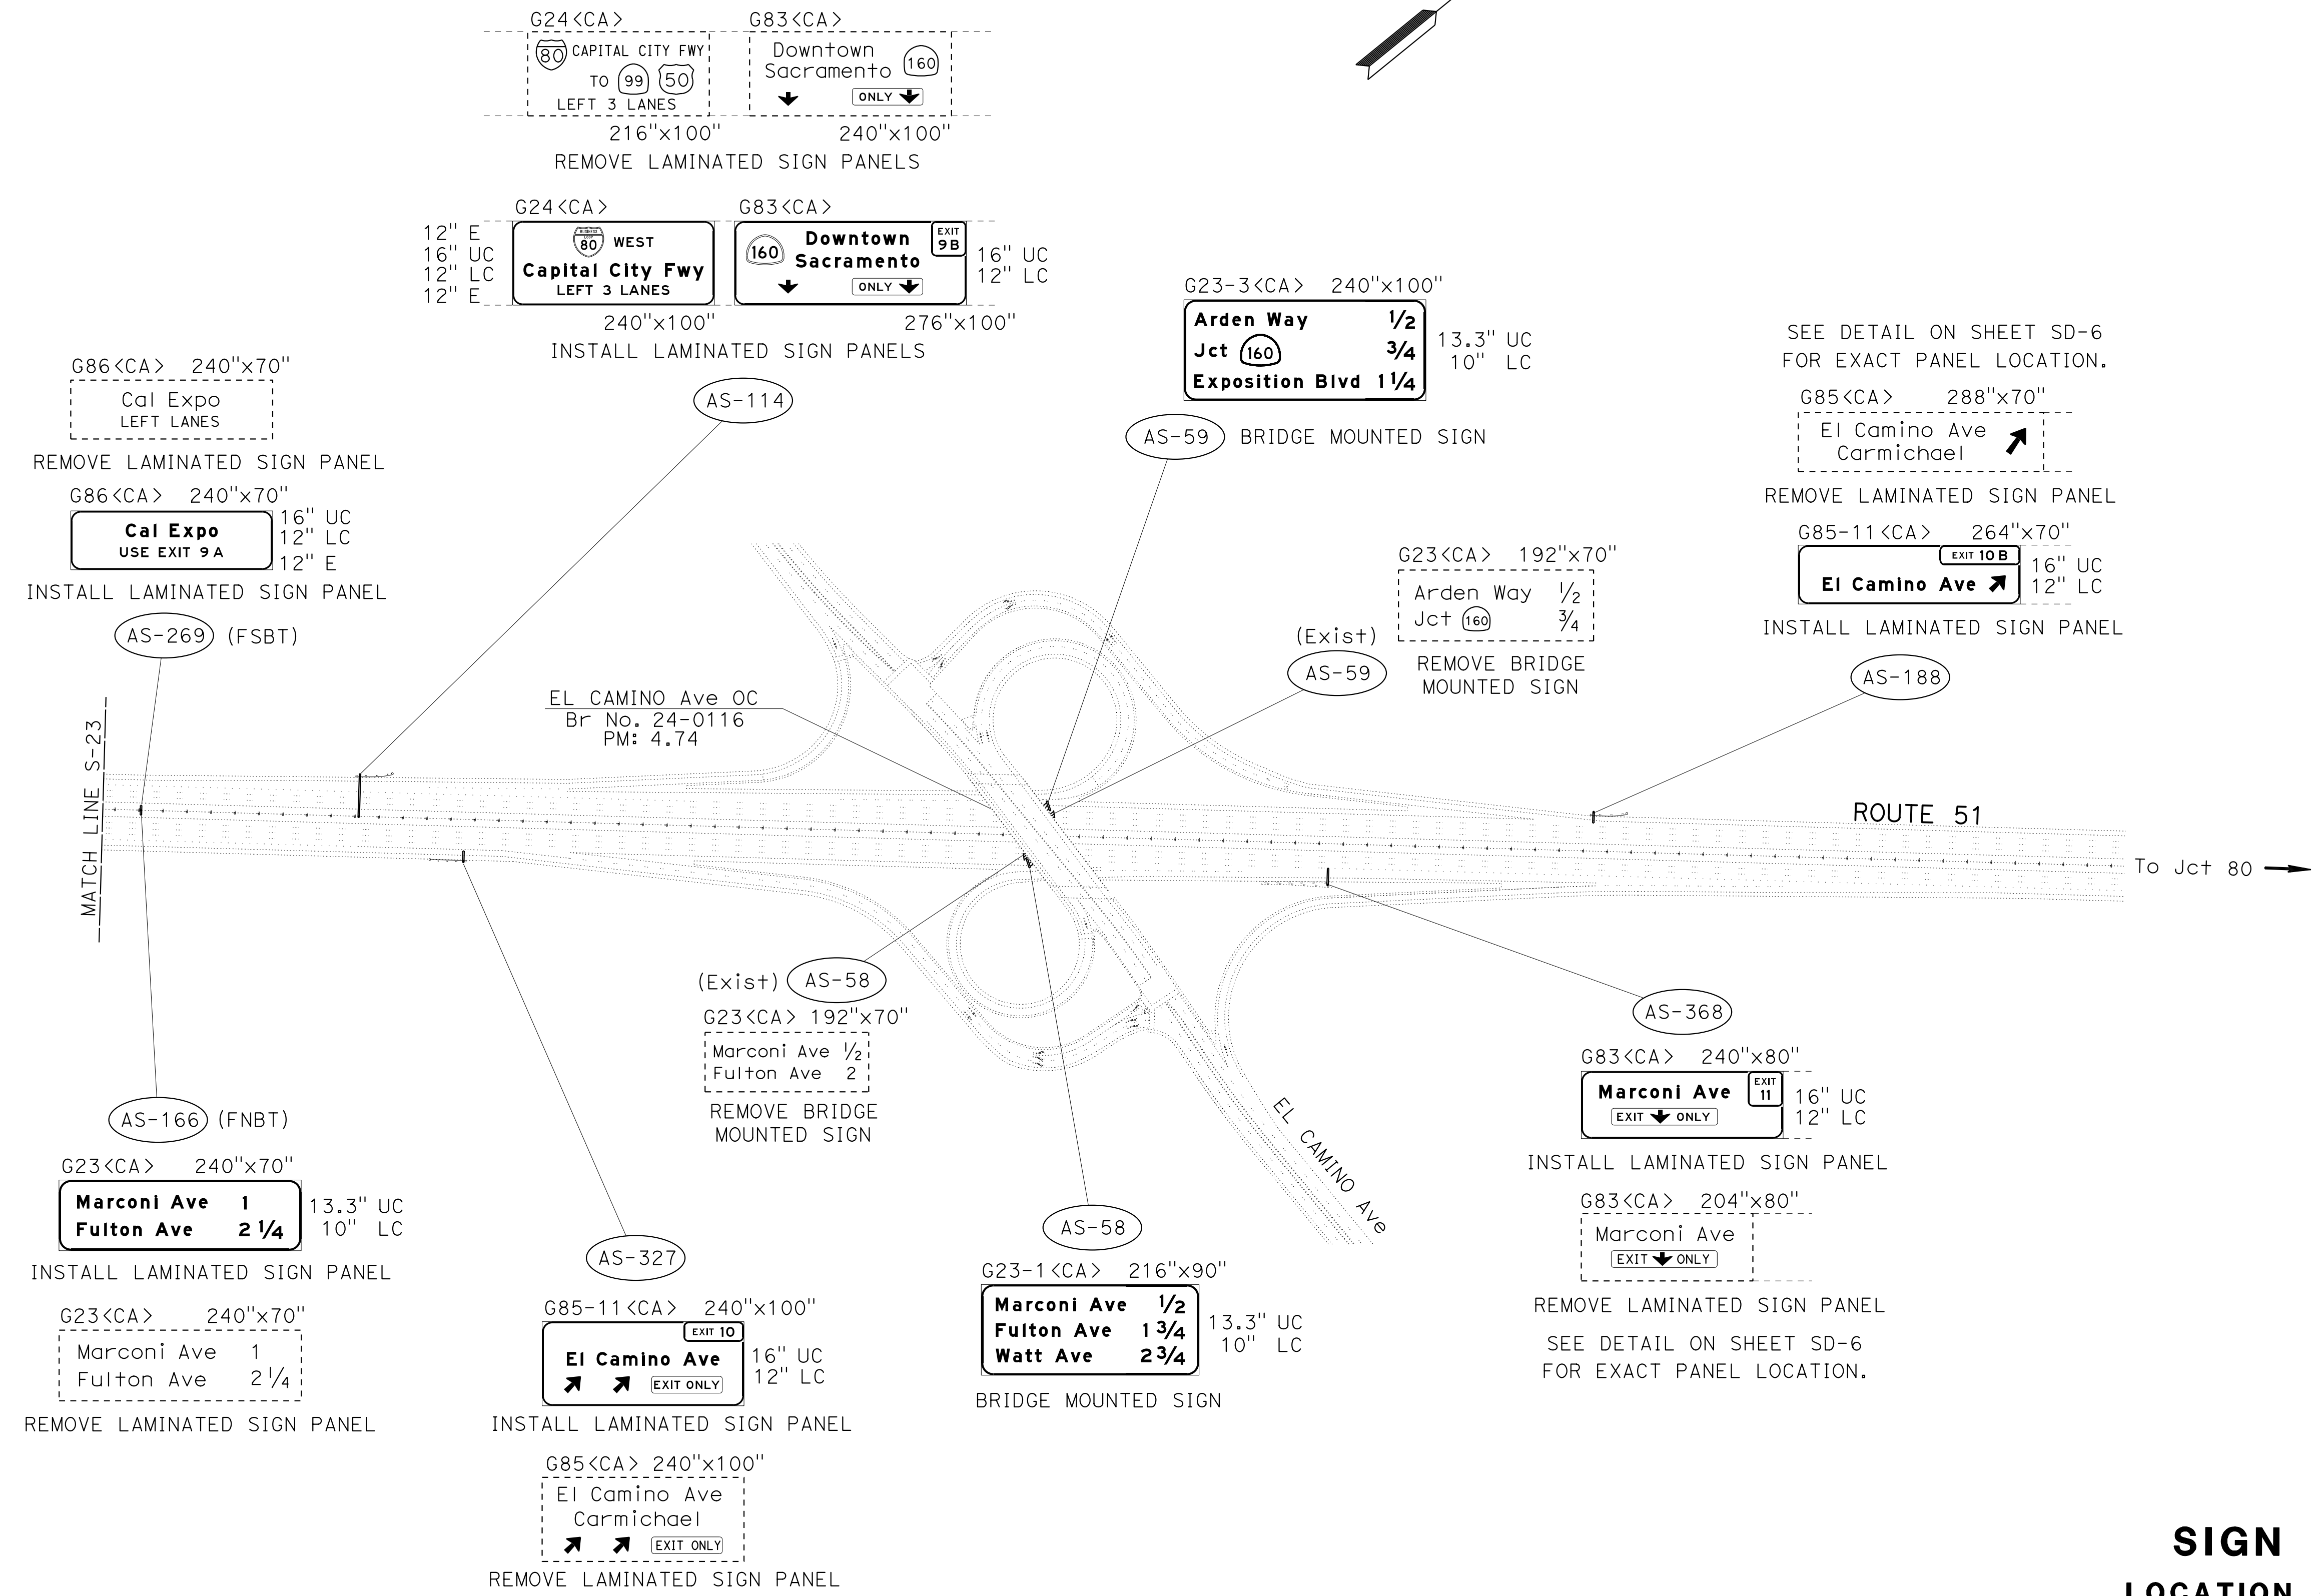 G24<CA>
80 CAPITAL CITY FWY
TO 99 50
LEFT 3 LANES
216"x100"
G83<CA>
Downtown
Sacramento 160
ONLY
240"x100"
REMOVE LAMINATED SIGN PANELS
G24<CA>
12" E
16" UC
12" LC
12" E
BUSINESS
LOOP
80 WEST
Capital City Fwy
LEFT 3 LANES
240"x100"
G83<CA>
160 Downtown
Sacramento
EXIT
9B
ONLY
16" UC
12" LC
276"x100"
INSTALL LAMINATED SIGN PANELS
AS-114
G86<CA> 240"x70"
Cal Expo
LEFT LANES
REMOVE LAMINATED SIGN PANEL
G86<CA> 240"x70"
Cal Expo
USE EXIT 9A
16" UC
12" LC
12" E
INSTALL LAMINATED SIGN PANEL
AS-269 (FSBT)
G23-3<CA> 240"x100"
Arden Way 1/2
Jct 160 3/4
Exposition Blvd 1 1/4
13.3" UC
10" LC
AS-59 BRIDGE MOUNTED SIGN
SEE DETAIL ON SHEET SD-6
FOR EXACT PANEL LOCATION.
G85<CA> 288"x70"
El Camino Ave
Carmichael
REMOVE LAMINATED SIGN PANEL
G85-11<CA> 264"x70"
EXIT 10B
El Camino Ave
16" UC
12" LC
INSTALL LAMINATED SIGN PANEL
AS-188
G23<CA> 192"x70"
Arden Way 1/2
Jct 160 3/4
REMOVE BRIDGE
MOUNTED SIGN
(Exist)
AS-59
EL CAMINO Ave OC
Br No. 24-0116
PM: 4.74
MATCH LINE S-23
ROUTE 51
To Jct 80
EL CAMINO Ave
(Exist) AS-58
G23<CA> 192"x70"
Marconi Ave 1/2
Fulton Ave 2
REMOVE BRIDGE
MOUNTED SIGN
AS-368
G83<CA> 240"x80"
Marconi Ave
EXIT
11
EXIT ONLY
16" UC
12" LC
INSTALL LAMINATED SIGN PANEL
G83<CA> 204"x80"
Marconi Ave
EXIT ONLY
REMOVE LAMINATED SIGN PANEL
SEE DETAIL ON SHEET SD-6
FOR EXACT PANEL LOCATION.
AS-166 (FNBT)
G23<CA> 240"x70"
Marconi Ave 1
Fulton Ave 2 1/4
13.3" UC
10" LC
INSTALL LAMINATED SIGN PANEL
G23<CA> 240"x70"
Marconi Ave 1
Fulton Ave 2 1/4
REMOVE LAMINATED SIGN PANEL
AS-327
G85-11<CA> 240"x100"
EXIT 10
El Camino Ave
EXIT ONLY
16" UC
12" LC
INSTALL LAMINATED SIGN PANEL
G85<CA> 240"x100"
El Camino Ave
Carmichael
EXIT ONLY
REMOVE LAMINATED SIGN PANEL
AS-58
G23-1<CA> 216"x90"
Marconi Ave 1/2
Fulton Ave 1 3/4
Watt Ave 2 3/4
13.3" UC
10" LC
BRIDGE MOUNTED SIGN
SIGN
LOCATION